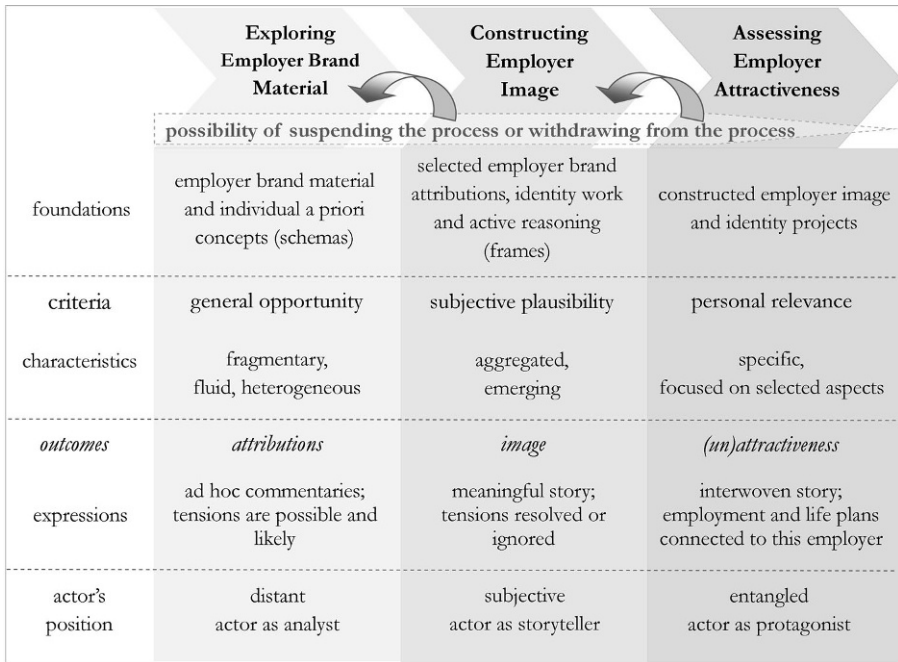 Exploring
Employer Brand
Material
Constructing
Employer
Image
Assessing
Employer
Attractiveness
possibility of suspending the process or withdrawing from the process
foundations
employer brand material
and individual a priori
concepts (schemas)
selected employer brand
attributions, identity work
and active reasoning
(frames)
constructed employer image
and identity projects
criteria
general opportunity
subjective plausibility
personal relevance
characteristics
fragmentary,
fluid, heterogeneous
aggregated,
emerging
specific,
focused on selected aspects
outcomes
attributions
image
(un)attractiveness
expressions
ad hoc commentaries;
tensions are possible and
likely
meaningful story;
tensions resolved or
ignored
interwoven story;
employment and life plans
connected to this employer
actor's
position
distant
actor as analyst
subjective
actor as storyteller
entangled
actor as protagonist